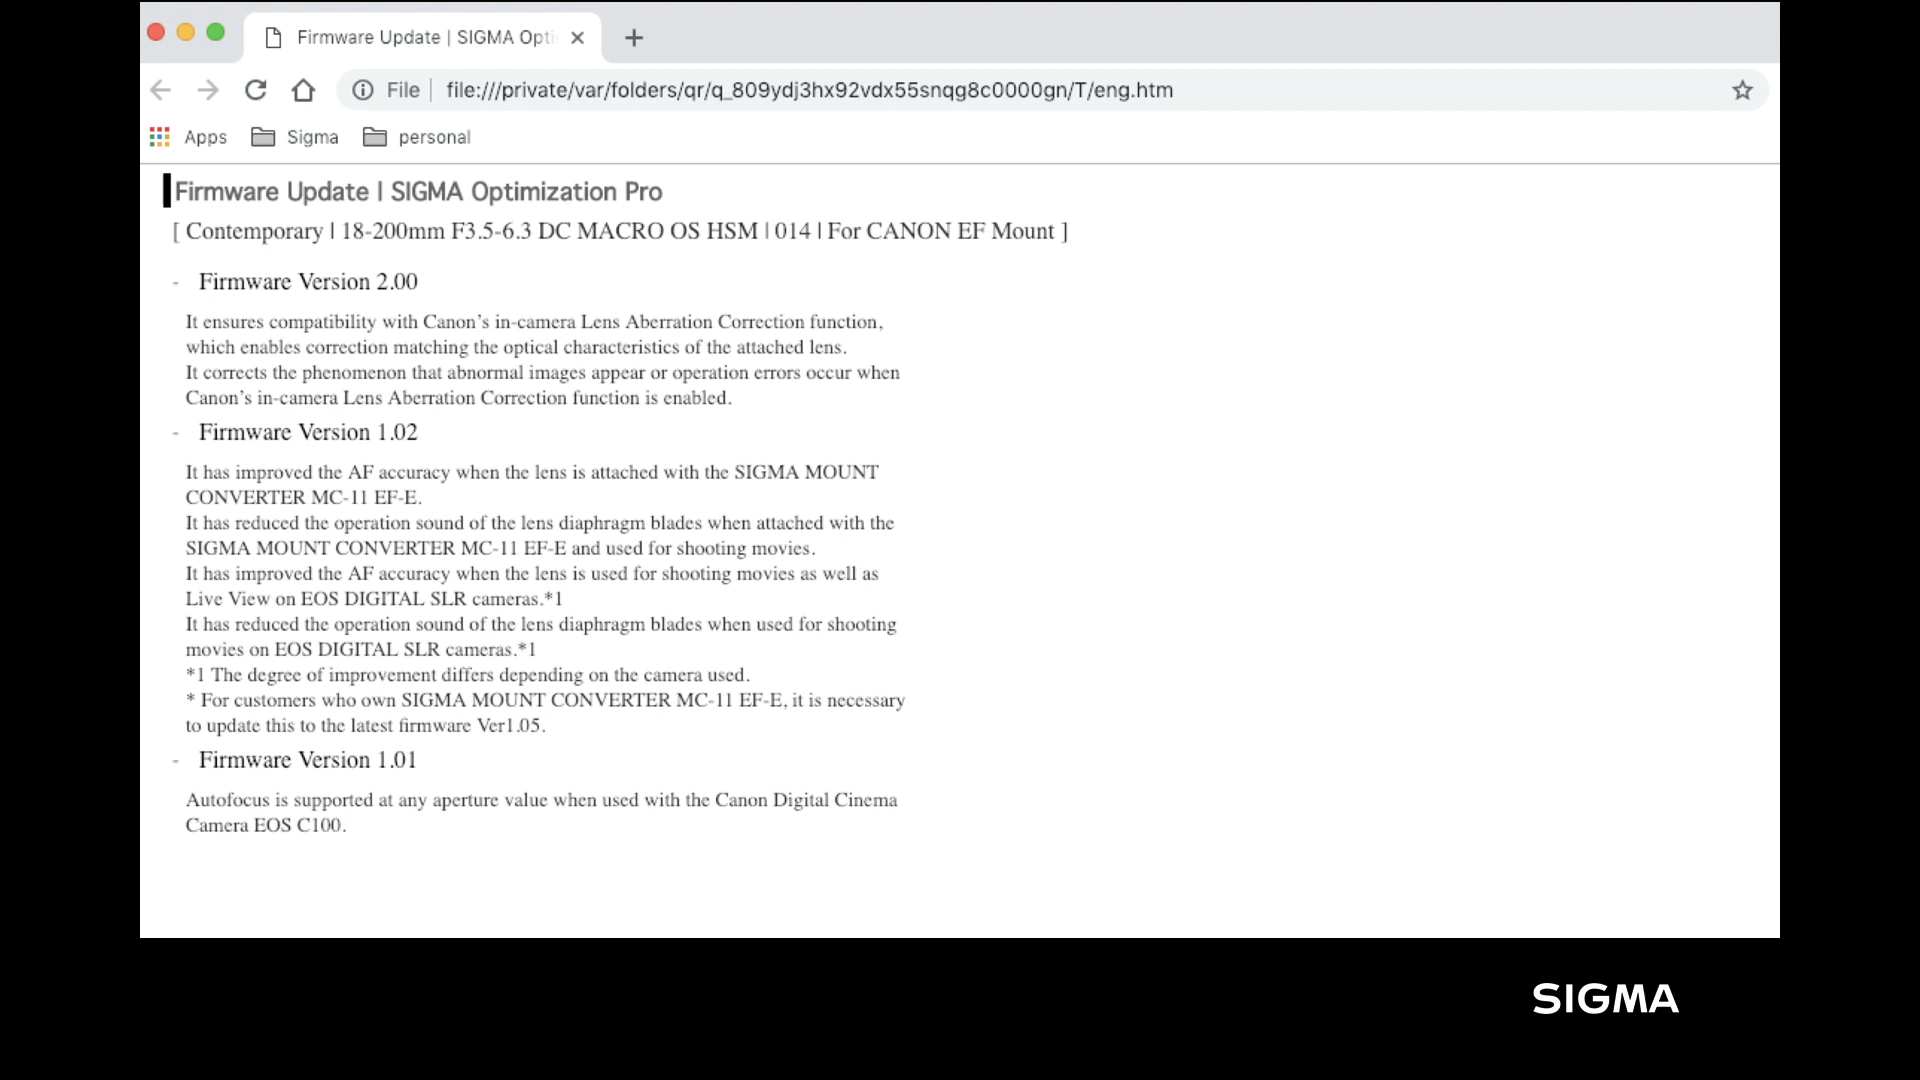 Firmware Update | SIGMA Opti
File
file:///private/var/folders/qr/q_809ydj3hx92vdx55snqg8c0000gn/T/eng.htm
Apps
Sigma
personal
Firmware Update | SIGMA Optimization Pro
[ Contemporary | 18-200mm F3.5-6.3 DC MACRO OS HSM | 014 | For CANON EF Mount ]
- Firmware Version 2.00
It ensures compatibility with Canon’s in-camera Lens Aberration Correction function,
which enables correction matching the optical characteristics of the attached lens.
It corrects the phenomenon that abnormal images appear or operation errors occur when
Canon’s in-camera Lens Aberration Correction function is enabled.
- Firmware Version 1.02
It has improved the AF accuracy when the lens is attached with the SIGMA MOUNT
CONVERTER MC-11 EF-E.
It has reduced the operation sound of the lens diaphragm blades when attached with the
SIGMA MOUNT CONVERTER MC-11 EF-E and used for shooting movies.
It has improved the AF accuracy when the lens is used for shooting movies as well as
Live View on EOS DIGITAL SLR cameras.*1
It has reduced the operation sound of the lens diaphragm blades when used for shooting
movies on EOS DIGITAL SLR cameras.*1
*1 The degree of improvement differs depending on the camera used.
* For customers who own SIGMA MOUNT CONVERTER MC-11 EF-E, it is necessary
to update this to the latest firmware Ver1.05.
- Firmware Version 1.01
Autofocus is supported at any aperture value when used with the Canon Digital Cinema
Camera EOS C100.
SIGMA